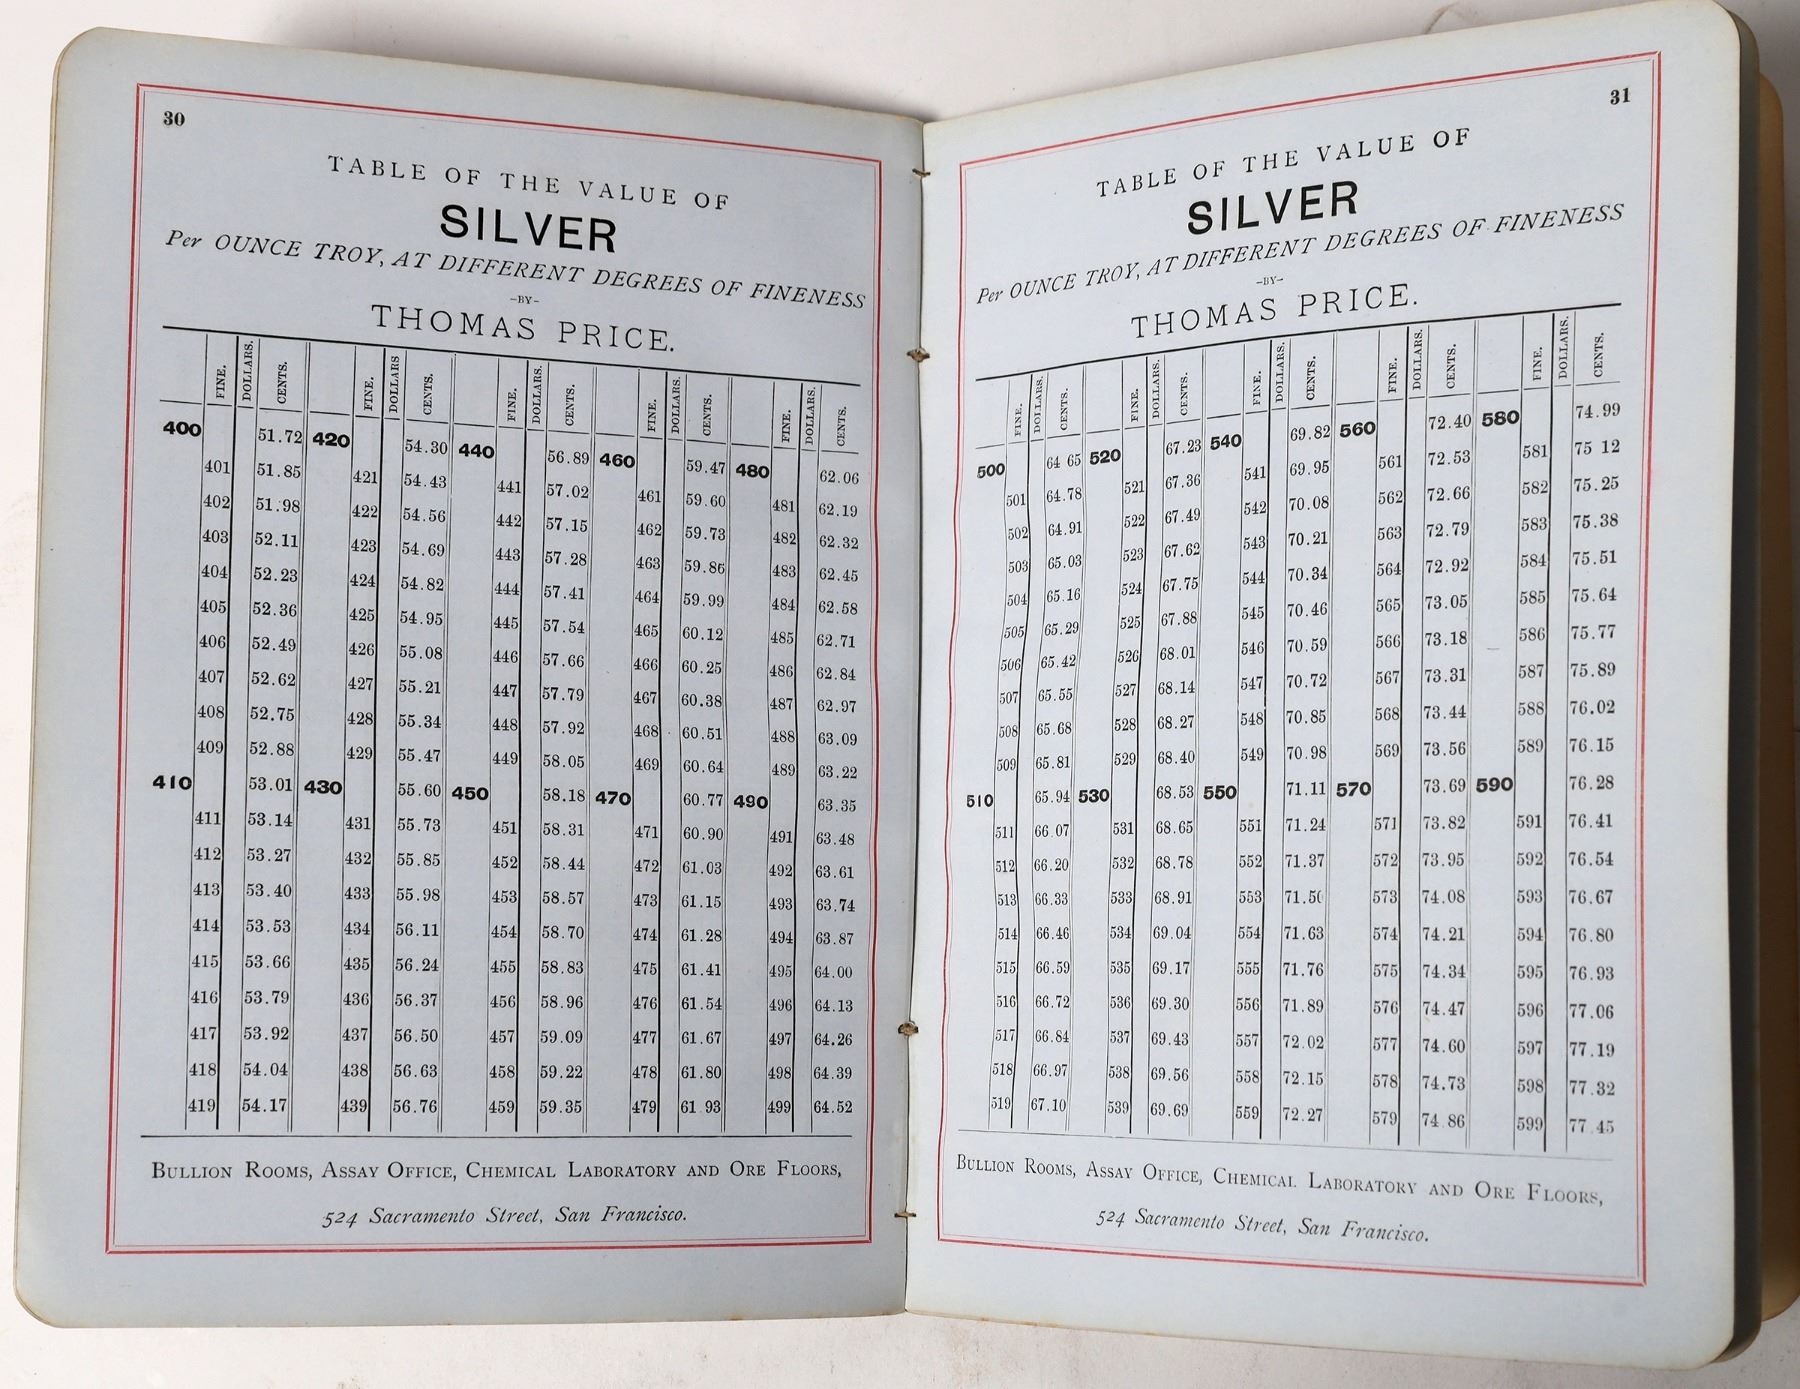 30
TABLE OF THE VALUE OF
SILVER
Per OUNCE TROY, AT DIFFERENT DEGREES OF FINENESS
-BY-
THOMAS PRICE.
FINE. DOLLARS. CENTS. FINE. DOLLARS CENTS. FINE. DOLLARS. CENTS. FINE. DOLLARS. CENTS. FINE. DOLLARS. CENTS.
400 51.72 420 54.30 440 56.89 460 59.47 480 62.06
401 51.85 421 54.43 441 57.02 461 59.60 481 62.19
402 51.98 422 54.56 442 57.15 462 59.73 482 62.32
403 52.11 423 54.69 443 57.28 463 59.86 483 62.45
404 52.23 424 54.82 444 57.41 464 59.99 484 62.58
405 52.36 425 54.95 445 57.54 465 60.12 485 62.71
406 52.49 426 55.08 446 57.66 466 60.25 486 62.84
407 52.62 427 55.21 447 57.79 467 60.38 487 62.97
408 52.75 428 55.34 448 57.92 468 60.51 488 63.09
409 52.88 429 55.47 449 58.05 469 60.64 489 63.22
410 53.01 430 55.60 450 58.18 470 60.77 490 63.35
411 53.14 431 55.73 451 58.31 471 60.90 491 63.48
412 53.27 432 55.85 452 58.44 472 61.03 492 63.61
413 53.40 433 55.98 453 58.57 473 61.15 493 63.74
414 53.53 434 56.11 454 58.70 474 61.28 494 63.87
415 53.66 435 56.24 455 58.83 475 61.41 495 64.00
416 53.79 436 56.37 456 58.96 476 61.54 496 64.13
417 53.92 437 56.50 457 59.09 477 61.67 497 64.26
418 54.04 438 56.63 458 59.22 478 61.80 498 64.39
419 54.17 439 56.76 459 59.35 479 61.93 499 64.52
BULLION ROOMS, ASSAY OFFICE, CHEMICAL LABORATORY AND ORE FLOORS,
524 Sacramento Street, San Francisco.
31
TABLE OF THE VALUE OF
SILVER
Per OUNCE TROY, AT DIFFERENT DEGREES OF FINENESS
-BY-
THOMAS PRICE.
FINE. DOLLARS. CENTS. FINE. DOLLARS. CENTS. FINE. DOLLARS. CENTS. FINE. DOLLARS. CENTS. FINE. DOLLARS. CENTS.
500 64 65 520 67.23 540 69.82 560 72.40 580 74.99
501 64.78 521 67.36 541 69.95 561 72.53 581 75 12
502 64.91 522 67.49 542 70.08 562 72.66 582 75.25
503 65.03 523 67.62 543 70.21 563 72.79 583 75.38
504 65.16 524 67.75 544 70.34 564 72.92 584 75.51
505 65.29 525 67.88 545 70.46 565 73.05 585 75.64
506 65.42 526 68.01 546 70.59 566 73.18 586 75.77
507 65.55 527 68.14 547 70.72 567 73.31 587 75.89
508 65.68 528 68.27 548 70.85 568 73.44 588 76.02
509 65.81 529 68.40 549 70.98 569 73.56 589 76.15
510 65.94 530 68.53 550 71.11 570 73.69 590 76.28
511 66.07 531 68.65 551 71.24 571 73.82 591 76.41
512 66.20 532 68.78 552 71.37 572 73.95 592 76.54
513 66.33 533 68.91 553 71.50 573 74.08 593 76.67
514 66.46 534 69.04 554 71.63 574 74.21 594 76.80
515 66.59 535 69.17 555 71.76 575 74.34 595 76.93
516 66.72 536 69.30 556 71.89 576 74.47 596 77.06
517 66.84 537 69.43 557 72.02 577 74.60 597 77.19
518 66.97 538 69.56 558 72.15 578 74.73 598 77.32
519 67.10 539 69.69 559 72.27 579 74.86 599 77.45
BULLION ROOMS, ASSAY OFFICE, CHEMICAL LABORATORY AND ORE FLOORS,
524 Sacramento Street, San Francisco.